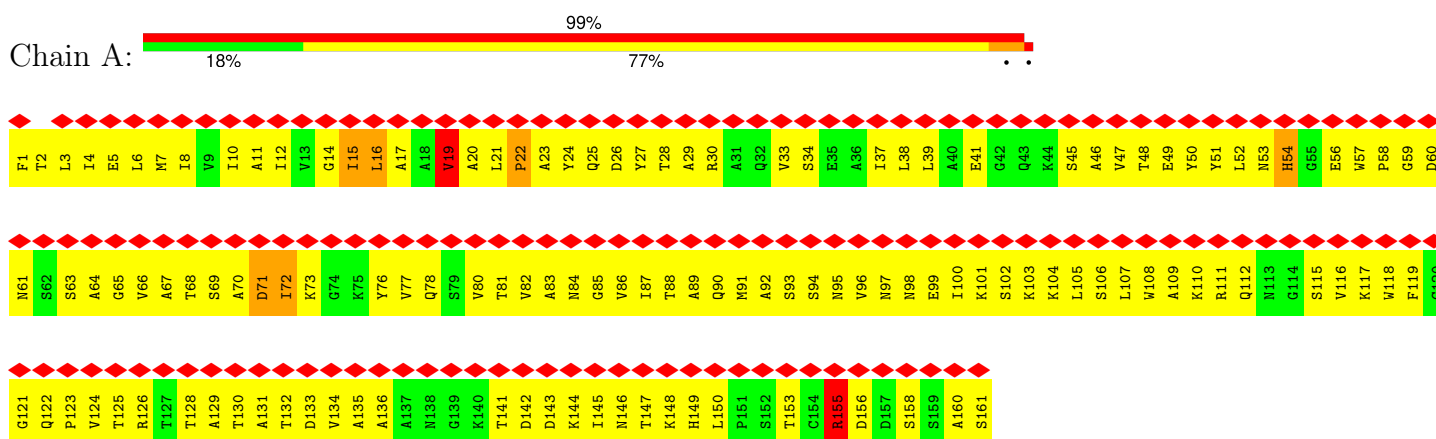 99%
Chain A:
18% 77% • •
F1 T2 L3 I4 E5 L6 M7 I8 V9 I10 A11 I12 V13 G14 I15 L16 A17 A18 V19 A20 L21 P22 A23 Y24 Q25 D26 Y27 T28 A29 R30 A31 Q32 V33 S34 E35 A36 I37 L38 L39 A40 E41 G42 Q43 K44 S45 A46 V47 T48 E49 Y50 Y51 L52 N53 H54 G55 E56 W57 P58 G59 D60
N61 S62 S63 A64 G65 V66 A67 T68 S69 A70 D71 I72 K73 G74 K75 Y76 V77 Q78 S79 V80 T81 V82 A83 N84 G85 V86 I87 T88 A89 Q90 M91 A92 S93 S94 N95 V96 N97 N98 E99 I100 K101 S102 K103 K104 L105 S106 L107 W108 A109 K110 R111 Q112 N113 G114 S115 V116 K117 W118 F119 G120
G121 Q122 P123 V124 T125 R126 T127 T128 A129 T130 A131 T132 D133 V134 A135 A136 A137 N138 G139 K140 T141 D142 D143 K144 I145 N146 T147 K148 H149 L150 P151 S152 T153 C154 R155 D156 D157 S158 S159 A160 S161